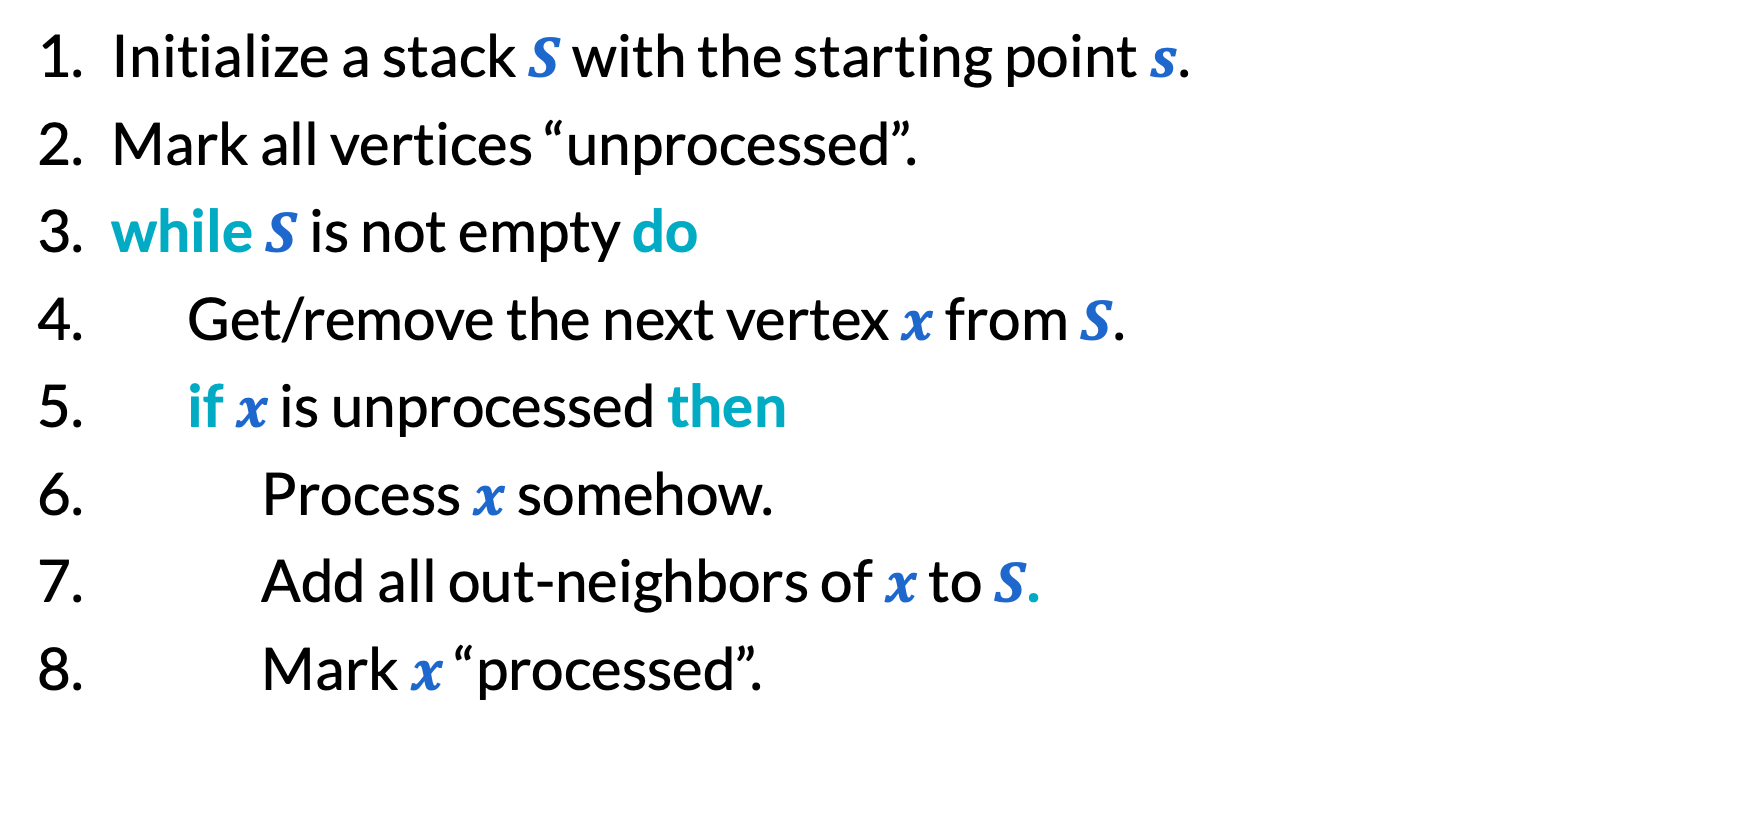 1. Initialize a stack S with the starting point s.
2. Mark all vertices “unprocessed”.
3. while S is not empty do
4. Get/remove the next vertex x from S.
5. if x is unprocessed then
6. Process x somehow.
7. Add all out-neighbors of x to S.
8. Mark x “processed”.